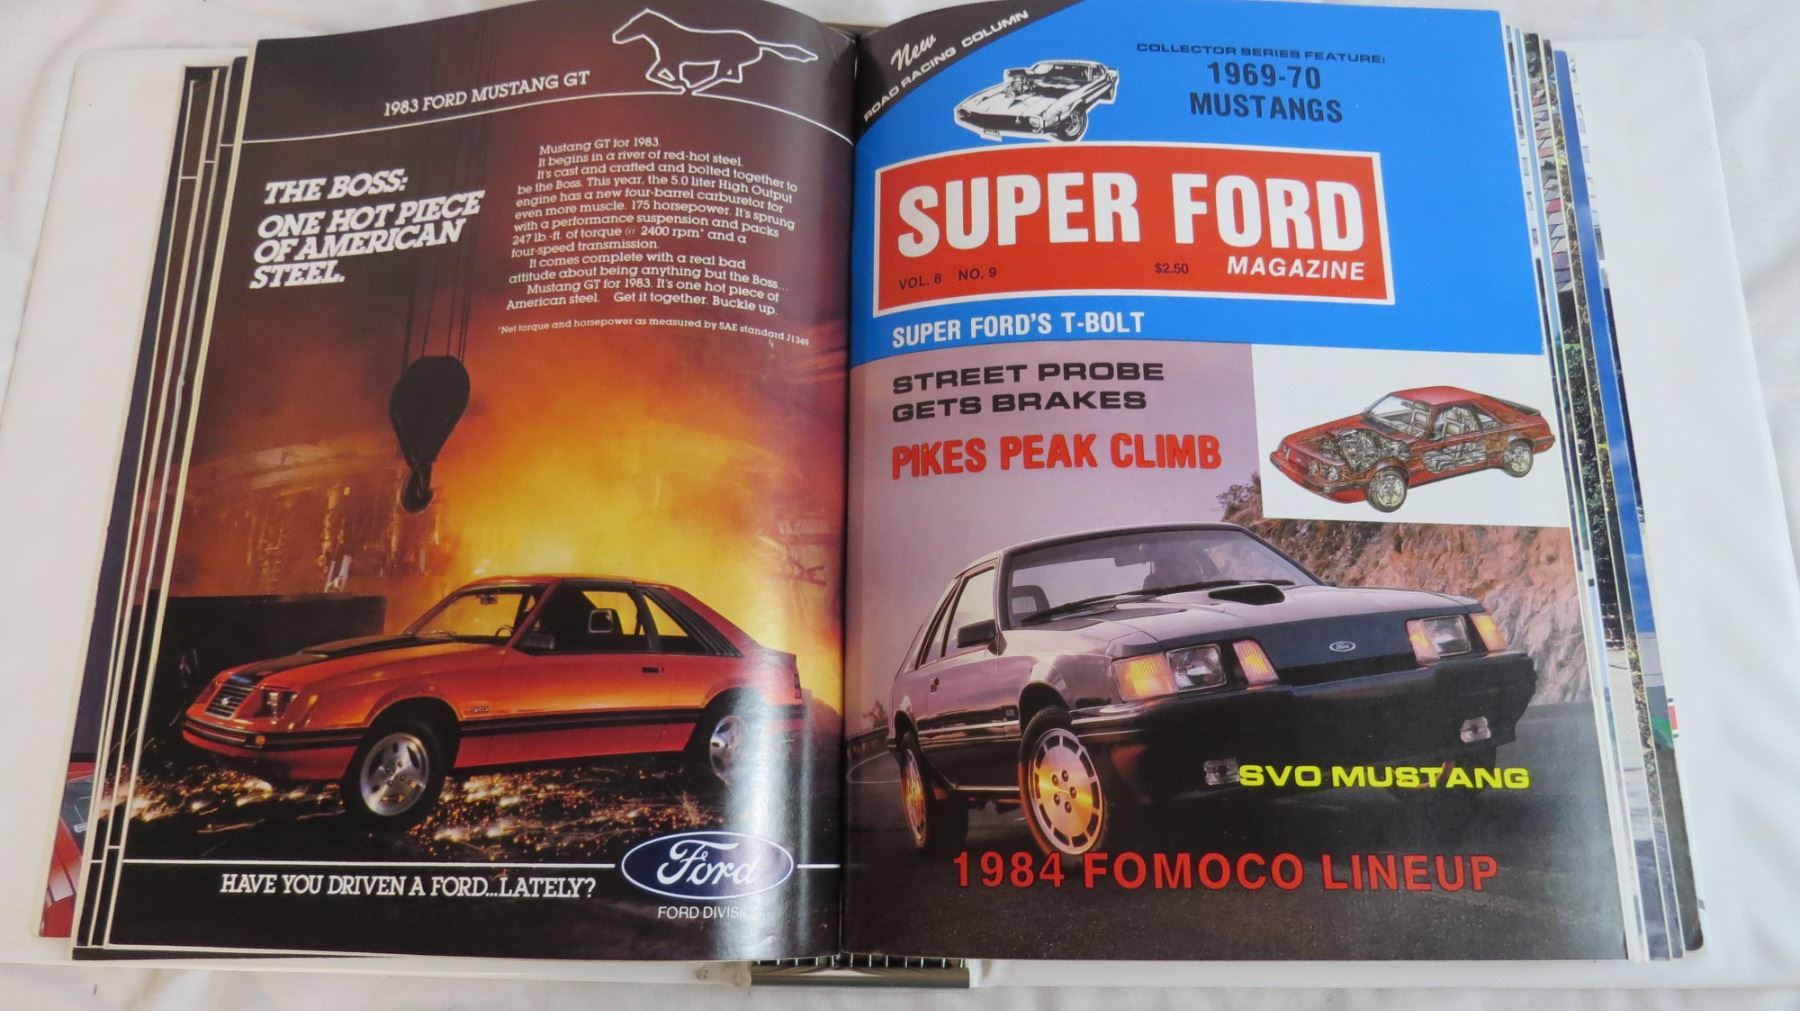 1983 FORD MUSTANG GT
THE BOSS:
ONE HOT PIECE
OF AMERICAN
STEEL.
Mustang GT for 1983.
It begins in a river of red-hot steel.
It's cast and crafted and bolted together to
be the Boss. This year, the 5.0 liter High Output
engine has a new four-barrel carburetor for
even more muscle. 175 horsepower. It's sprung
with a performance suspension and packs
247 lb.-ft. of torque @ 2400 rpm* and a
four-speed transmission.
It comes complete with a real bad
attitude about being anything but the Boss...
Mustang GT for 1983. It's one hot piece of
American steel. Get it together. Buckle up.
*Net torque and horsepower as measured by SAE standard J1349.
5.0
HAVE YOU DRIVEN A FORD...LATELY?
Ford
FORD DIVISION
New
ROAD RACING COLUMN
COLLECTOR SERIES FEATURE:
1969-70
MUSTANGS
SUPER FORD
VOL. 8 NO. 9 $2.50 MAGAZINE
SUPER FORD'S T-BOLT
STREET PROBE
GETS BRAKES
PIKES PEAK CLIMB
Ford
SVO MUSTANG
1984 FOMOCO LINEUP